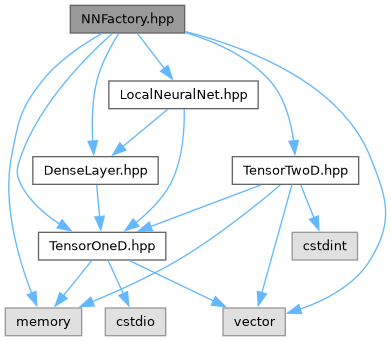 NNFactory.hpp
LocalNeuralNet.hpp
DenseLayer.hpp
TensorTwoD.hpp
TensorOneD.hpp
cstdint
memory
cstdio
vector